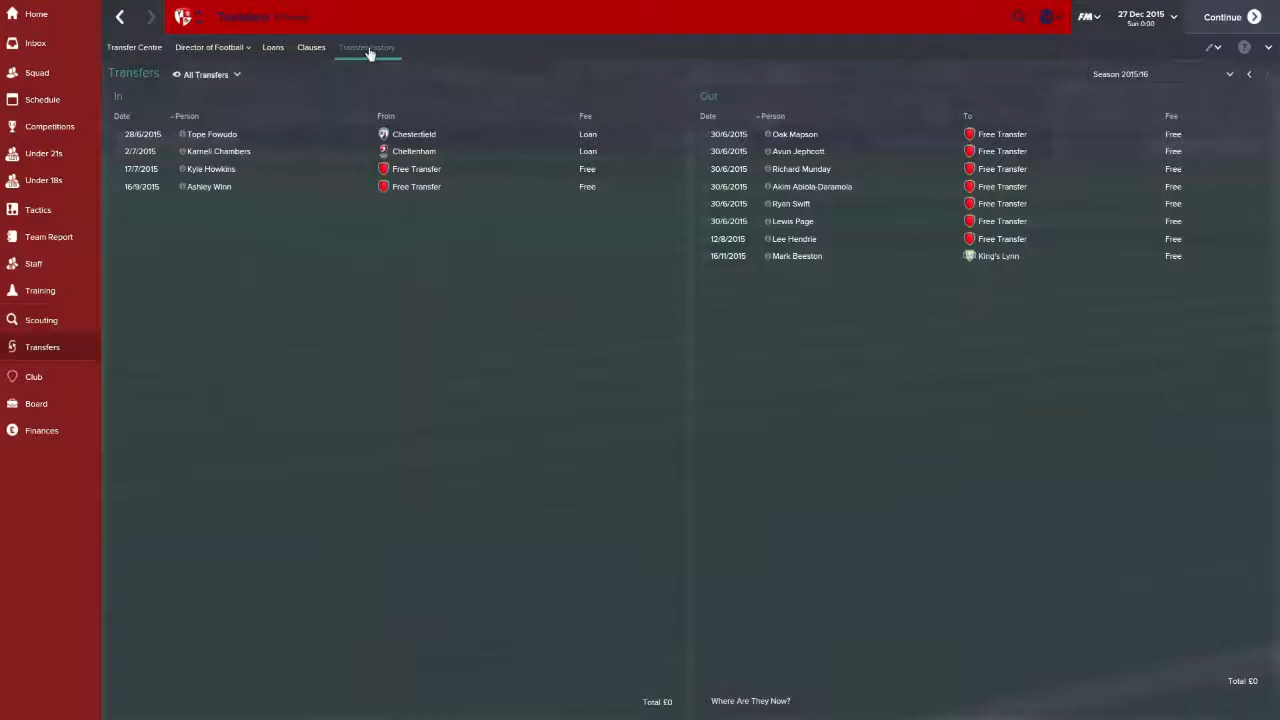 Home
Inbox
Squad
Schedule
Competitions
Under 21s
Under 18s
Tactics
Team Report
Staff
Training
Scouting
Transfers
Club
Board
Finances
Transfers
FM
27 Dec 2015
Sun 0:00
Continue
Transfer Centre Director of Football Loans Clauses Transfer History
Transfers All Transfers Season 2015/16
In
Date Person From Fee
28/6/2015 Tope Fowudo Chesterfield Loan
2/7/2015 Karnell Chambers Cheltenham Loan
17/7/2015 Kyle Howkins Free Transfer Free
16/9/2015 Ashley Winn Free Transfer Free
Total £0
Out
Date Person To Fee
30/6/2015 Oak Mapson Free Transfer Free
30/6/2015 Avun Jephcott Free Transfer Free
30/6/2015 Richard Munday Free Transfer Free
30/6/2015 Akim Abiola-Daramola Free Transfer Free
30/6/2015 Ryan Swift Free Transfer Free
30/6/2015 Lewis Page Free Transfer Free
12/8/2015 Lee Hendrie Free Transfer Free
16/11/2015 Mark Beeston King's Lynn Free
Total £0
Where Are They Now?